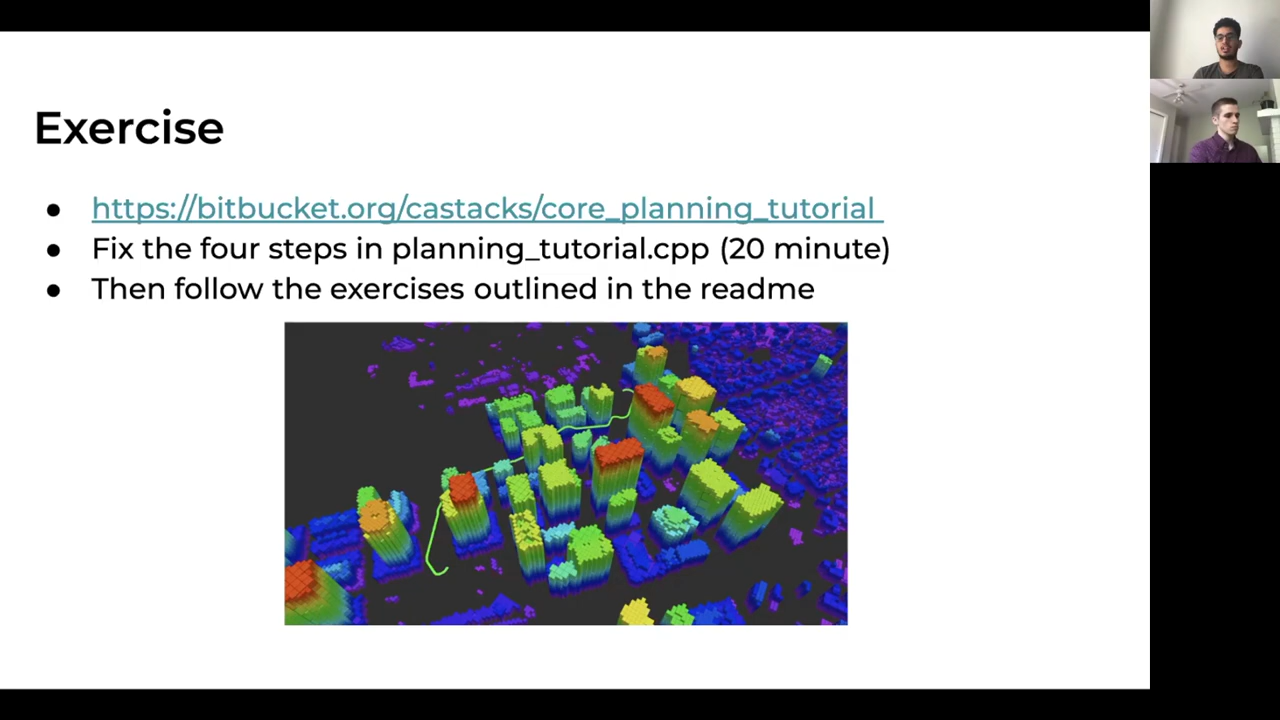 Exercise
https://bitbucket.org/castacks/core_planning_tutorial
Fix the four steps in planning_tutorial.cpp (20 minute)
Then follow the exercises outlined in the readme